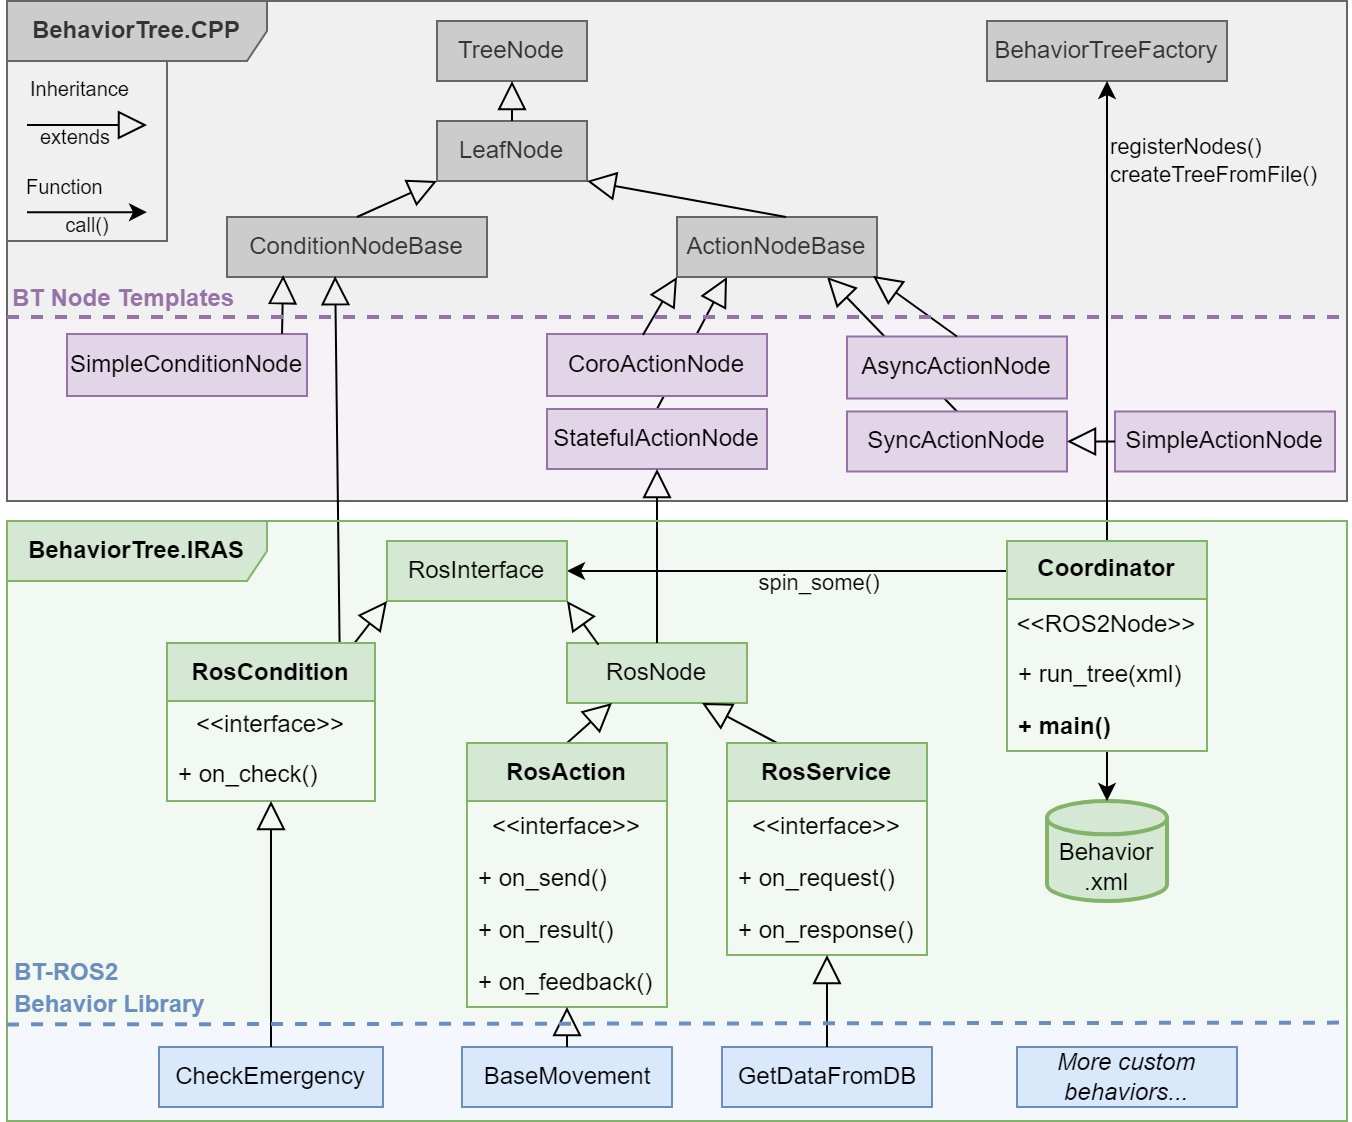 BehaviorTree.CPP
Inheritance
extends
Function
call()
TreeNode
BehaviorTreeFactory
LeafNode
registerNodes()
createTreeFromFile()
ConditionNodeBase
ActionNodeBase
BT Node Templates
SimpleConditionNode
CoroActionNode
AsyncActionNode
StatefulActionNode
SyncActionNode
SimpleActionNode
BehaviorTree.IRAS
RosInterface
spin_some()
Coordinator
<<ROS2Node>>
+ run_tree(xml)
+ main()
RosCondition
<<interface>>
+ on_check()
RosNode
RosAction
<<interface>>
+ on_send()
+ on_result()
+ on_feedback()
RosService
<<interface>>
+ on_request()
+ on_response()
Behavior
.xml
BT-ROS2
Behavior Library
CheckEmergency
BaseMovement
GetDataFromDB
More custom
behaviors...